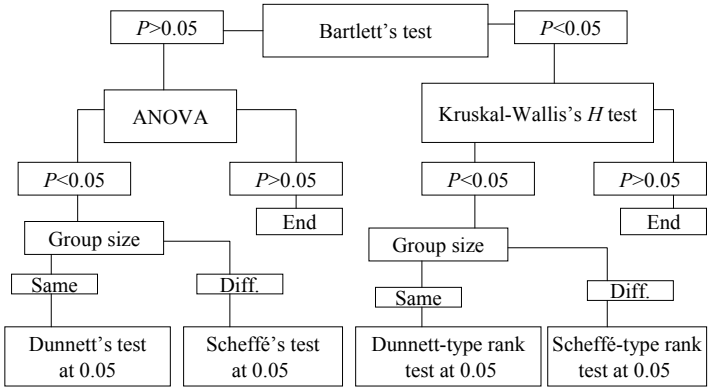 P>0.05
Bartlett’s test
P<0.05
ANOVA
Kruskal-Wallis’s H test
P<0.05
P>0.05
P<0.05
P>0.05
End
End
Group size
Group size
Same
Diff.
Same
Diff.
Dunnett’s test
at 0.05
Scheffé’s test
at 0.05
Dunnett-type rank
test at 0.05
Scheffé-type rank
test at 0.05